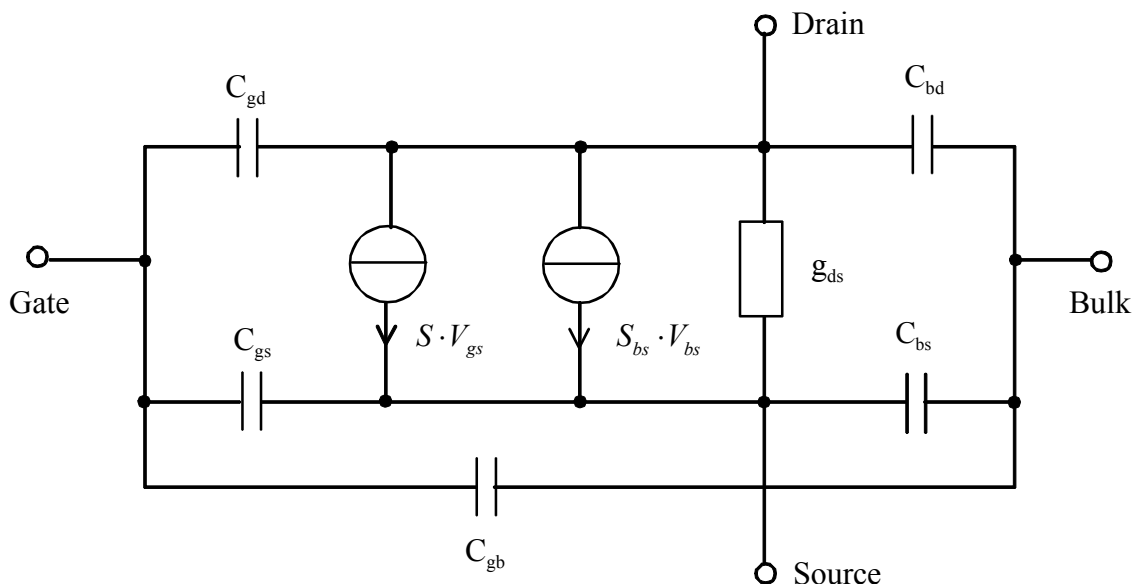 Drain
C_gd
C_bd
Gate
g_ds
Bulk
C_gs
S · V_gs
S_bs · V_bs
C_bs
C_gb
Source